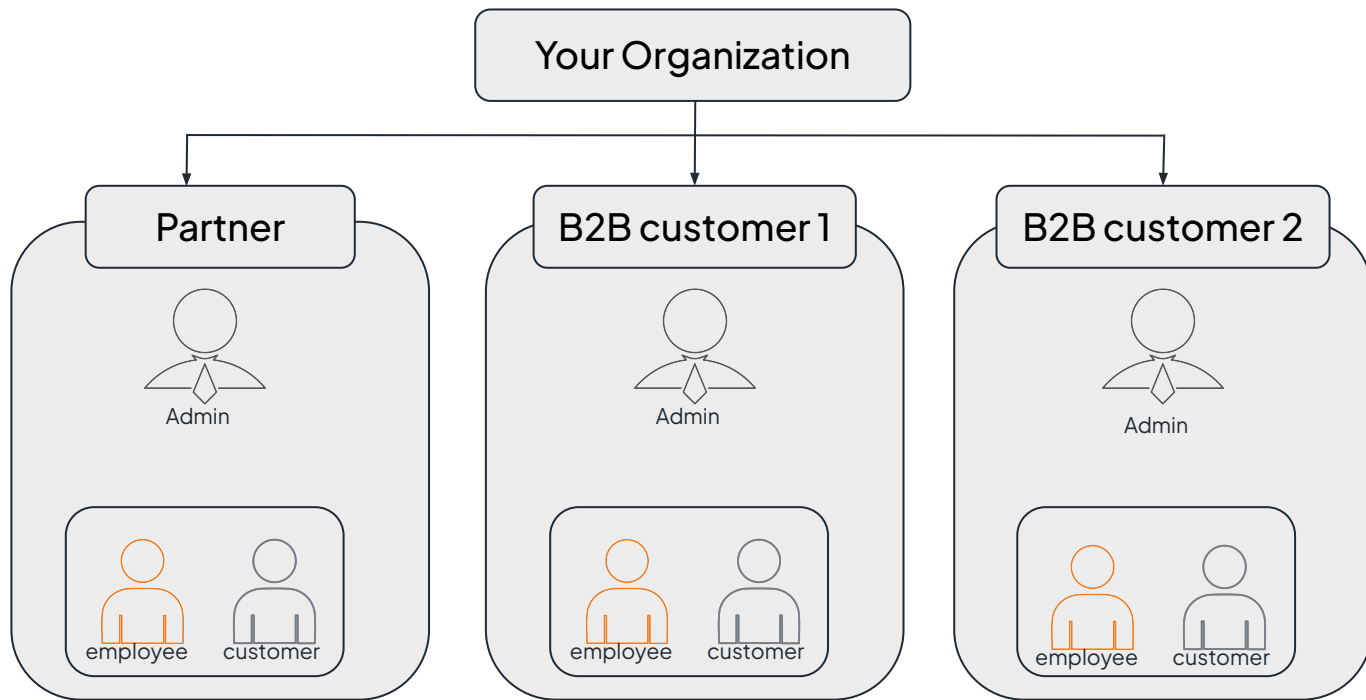 Your Organization
Partner
B2B customer 1
B2B customer 2
Admin
Admin
Admin
employee
customer
employee
customer
employee
customer